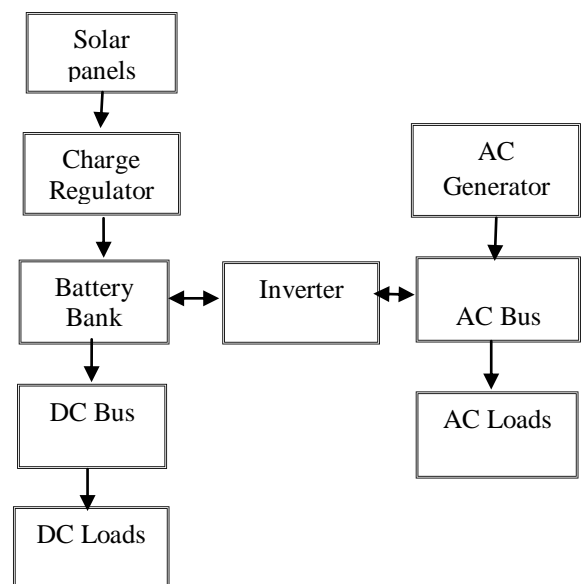 Solar
panels
Charge
Regulator
AC
Generator
Battery
Bank
Inverter
AC Bus
DC Bus
AC Loads
DC Loads